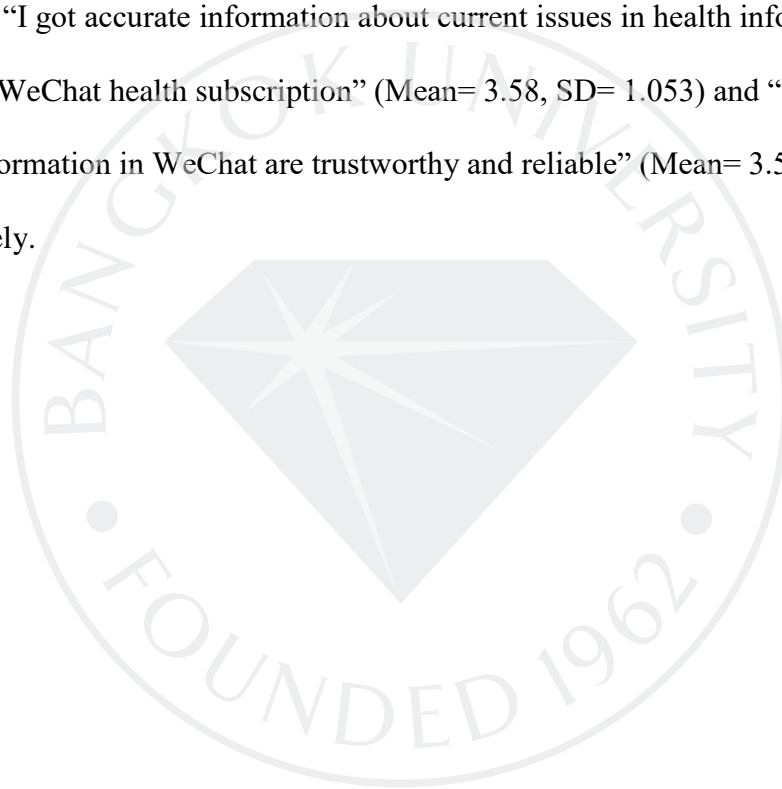 “I got accurate information about current issues in health info
WeChat health subscription” (Mean= 3.58, SD= 1.053) and “
ormation in WeChat are trustworthy and reliable” (Mean= 3.5
ely.
BANGKOK UNIVERSITY
FOUNDED 1962